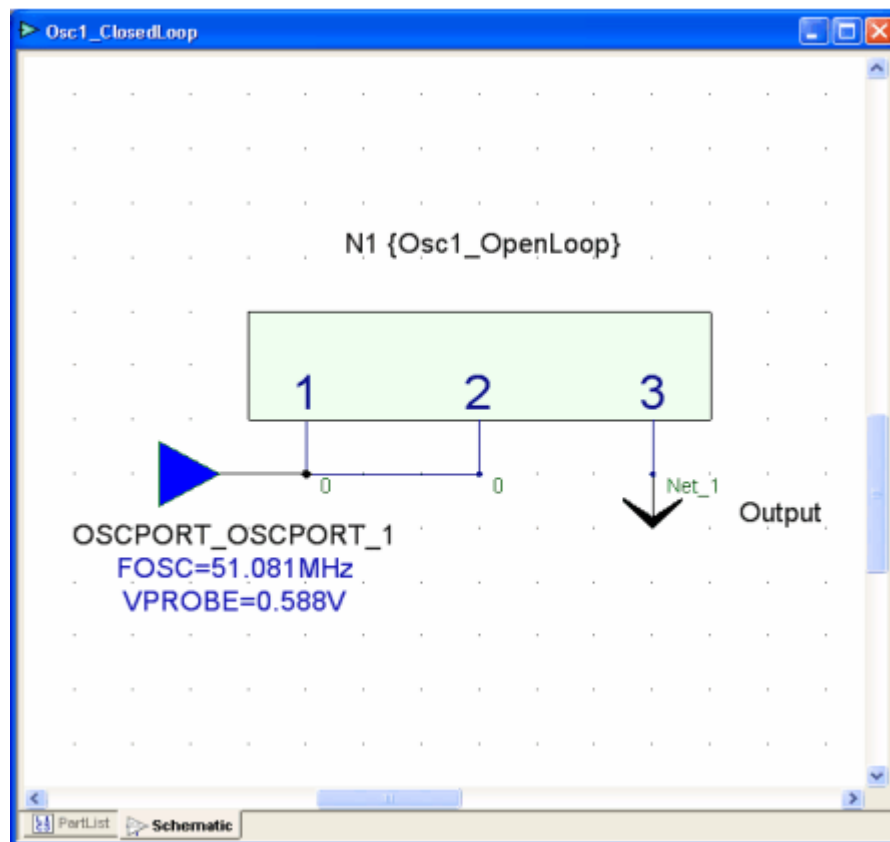 Osc1_ClosedLoop
N1 {Osc1_OpenLoop}
1 2 3
0 0 Net_1
Output
OSCPORT_OSCPORT_1
FOSC=51.081MHz
VPROBE=0.588V
PartList Schematic